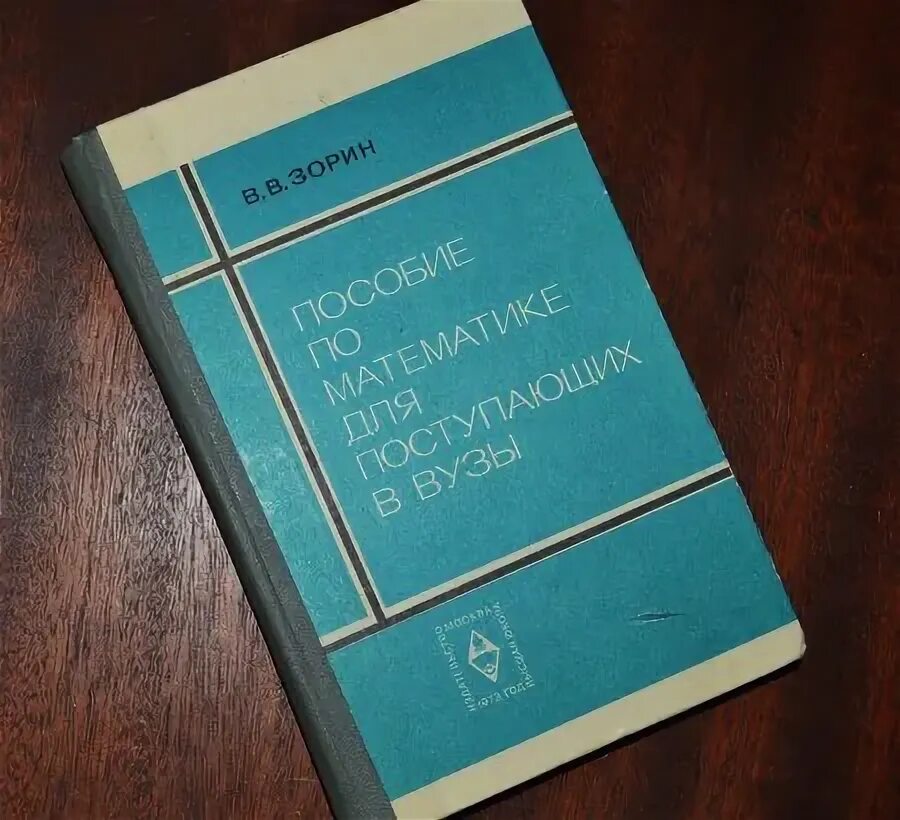 В.В.ЗОРИН
ПОСОБИЕ
ПО
МАТЕМАТИКЕ
ДЛЯ
ПОСТУПАЮЩИХ
В ВУЗЫ